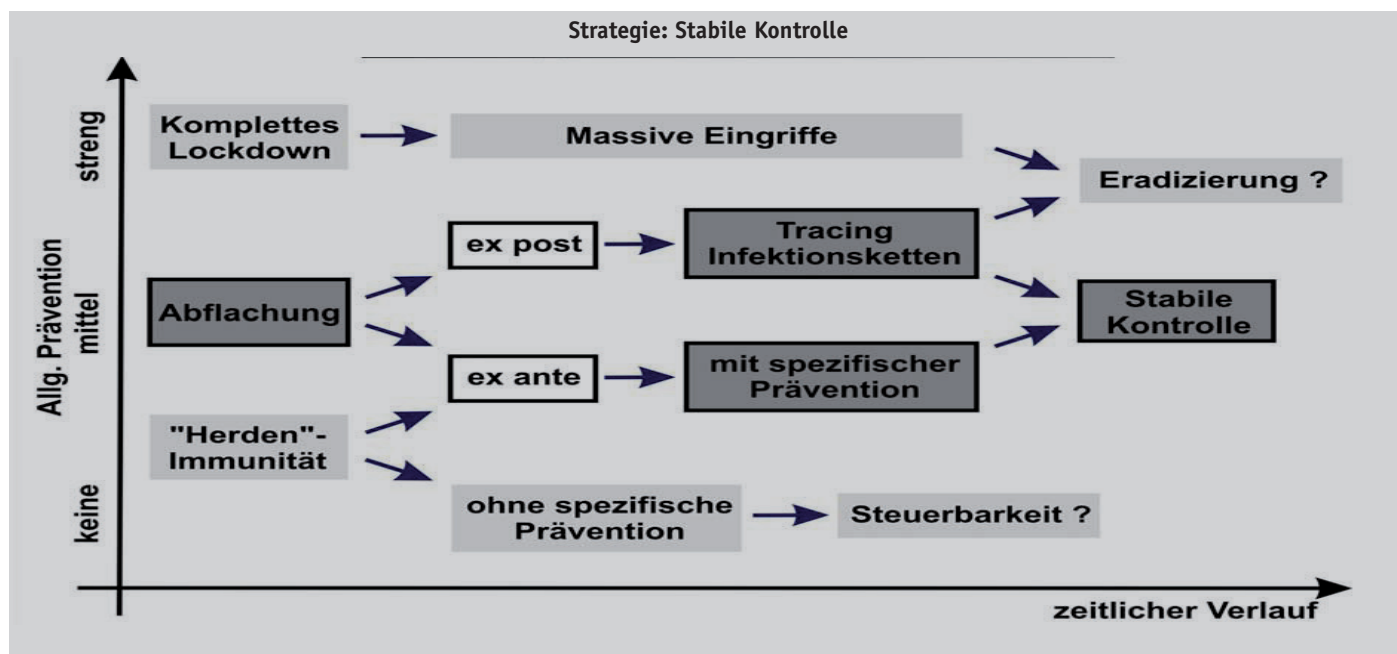 Strategie: Stabile Kontrolle
streng
Komplettes
Lockdown
Massive Eingriffe
Eradizierung ?
ex post
Tracing
Infektionsketten
Allg. Prävention
mittel
Abflachung
Stabile
Kontrolle
ex ante
mit spezifischer
Prävention
"Herden"-
Immunität
keine
ohne spezifische
Prävention
Steuerbarkeit ?
zeitlicher Verlauf